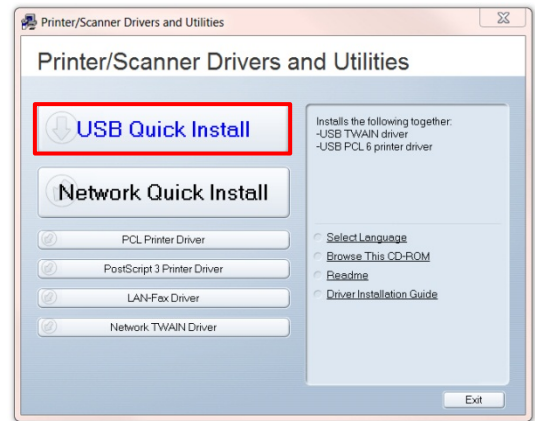 Printer/Scanner Drivers and Utilities
Printer/Scanner Drivers and Utilities
USB Quick Install
Network Quick Install
PCL Printer Driver
PostScript 3 Printer Driver
LAN-Fax Driver
Network TWAIN Driver
Installs the following together:
-USB TWAIN driver
-USB PCL 6 printer driver
Select Language
Browse This CD-ROM
Readme
Driver Installation Guide
Exit